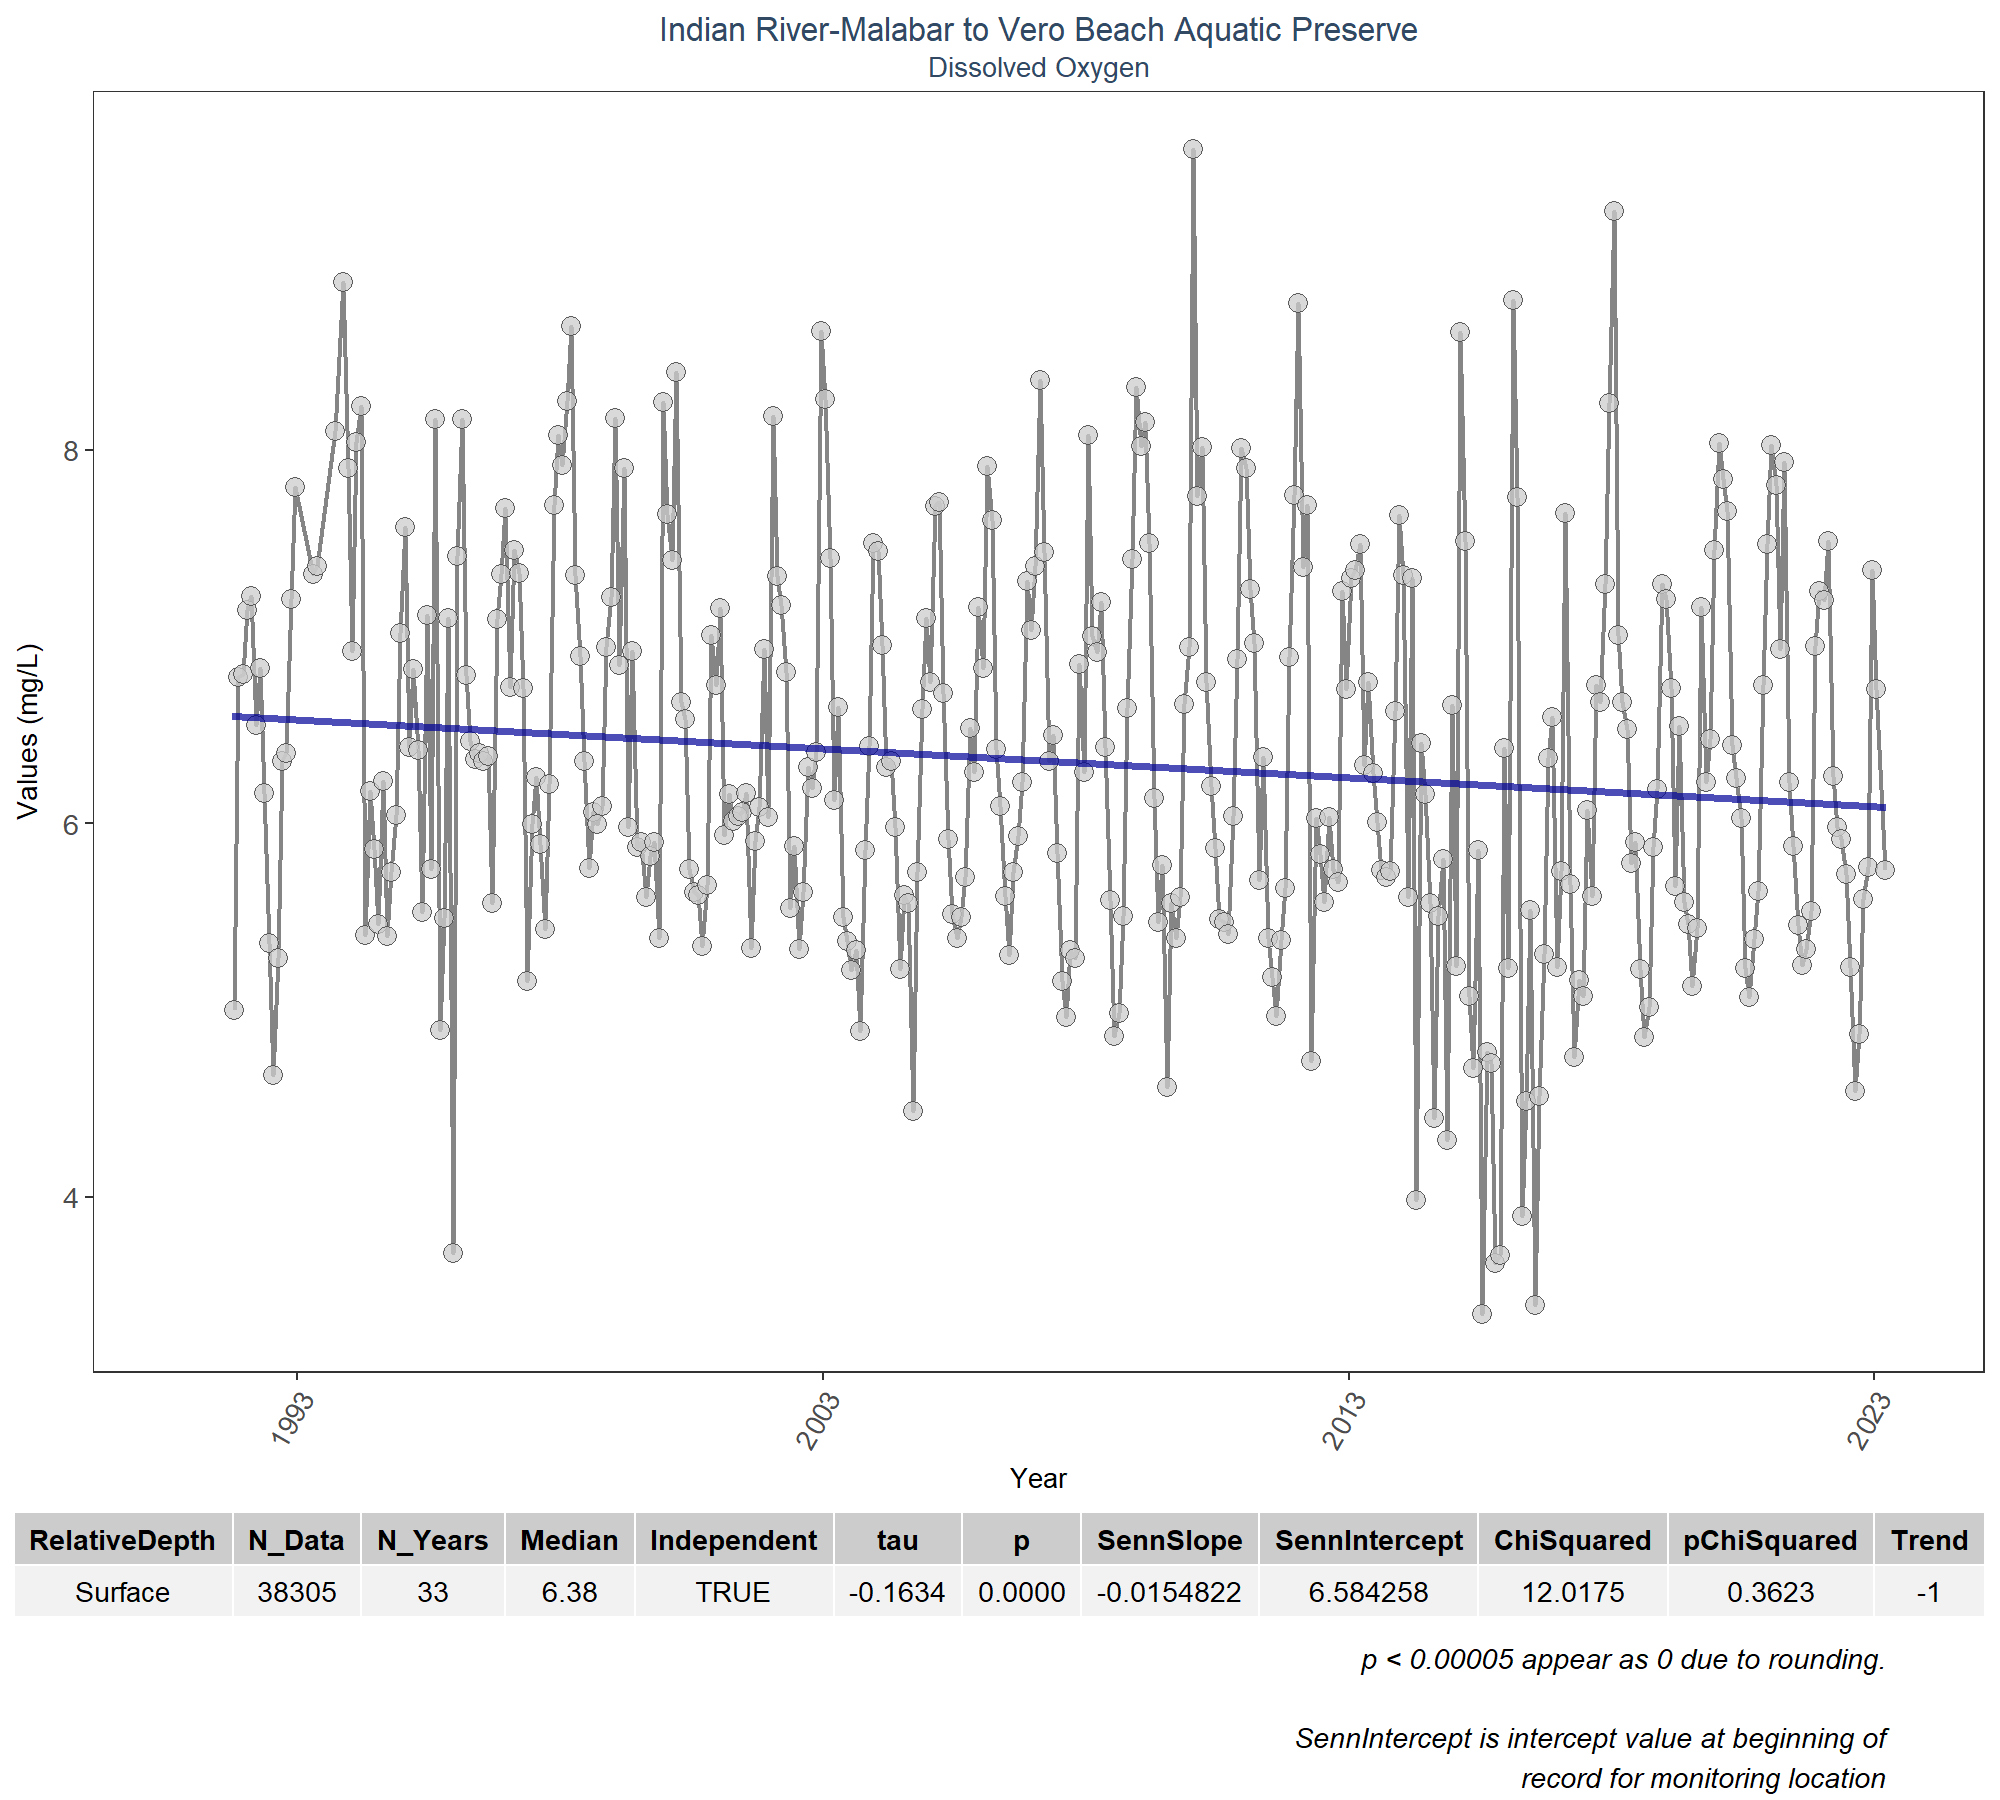 Indian River-Malabar to Vero Beach Aquatic Preserve
Dissolved Oxygen
Values (mg/L)
8
6
4
1993 2003 2013 2023
Year
RelativeDepth N_Data N_Years Median Independent tau p SennSlope SennIntercept ChiSquared pChiSquared Trend
Surface 38305 33 6.38 TRUE -0.1634 0.0000 -0.0154822 6.584258 12.0175 0.3623 -1
p < 0.00005 appear as 0 due to rounding.
SennIntercept is intercept value at beginning of
record for monitoring location